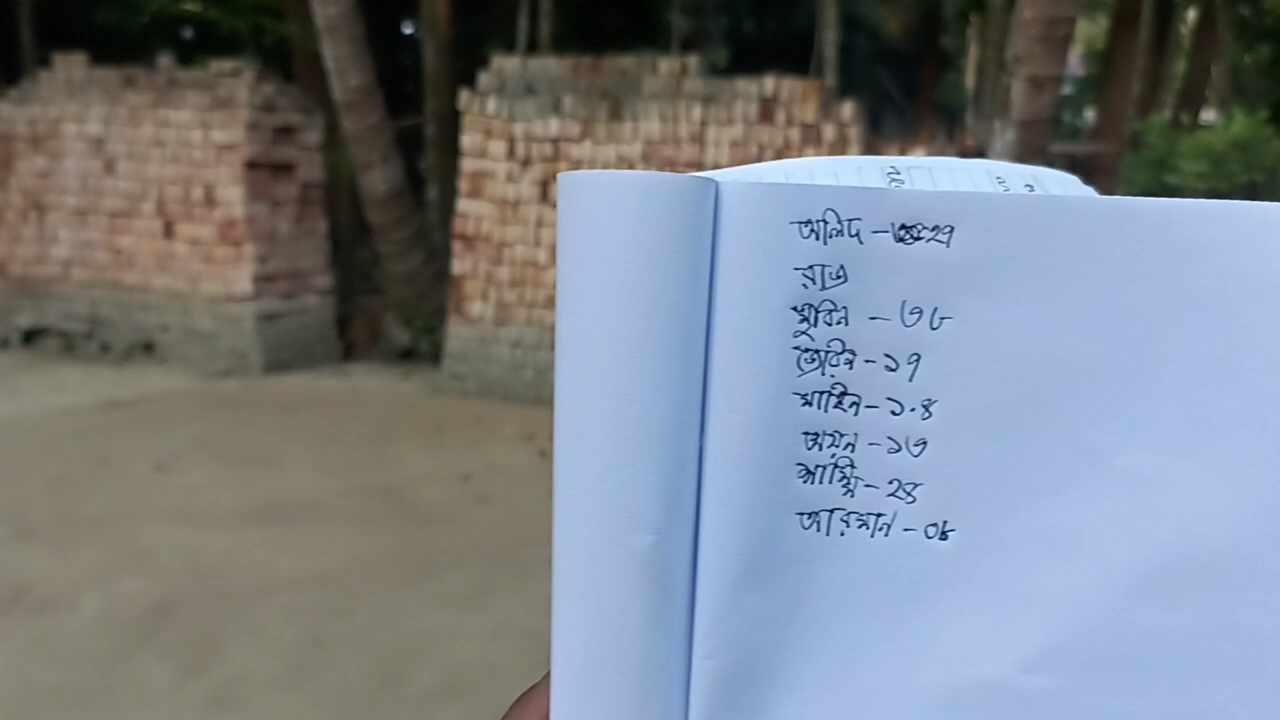 অলিদ - ২৭
রাত
মুবিন - ৩৮
জেরিন - ১৭
মাহিন - ১.৪
অয়ন - ১৩
শাম্মি - ২৪
আরমান - ০৮